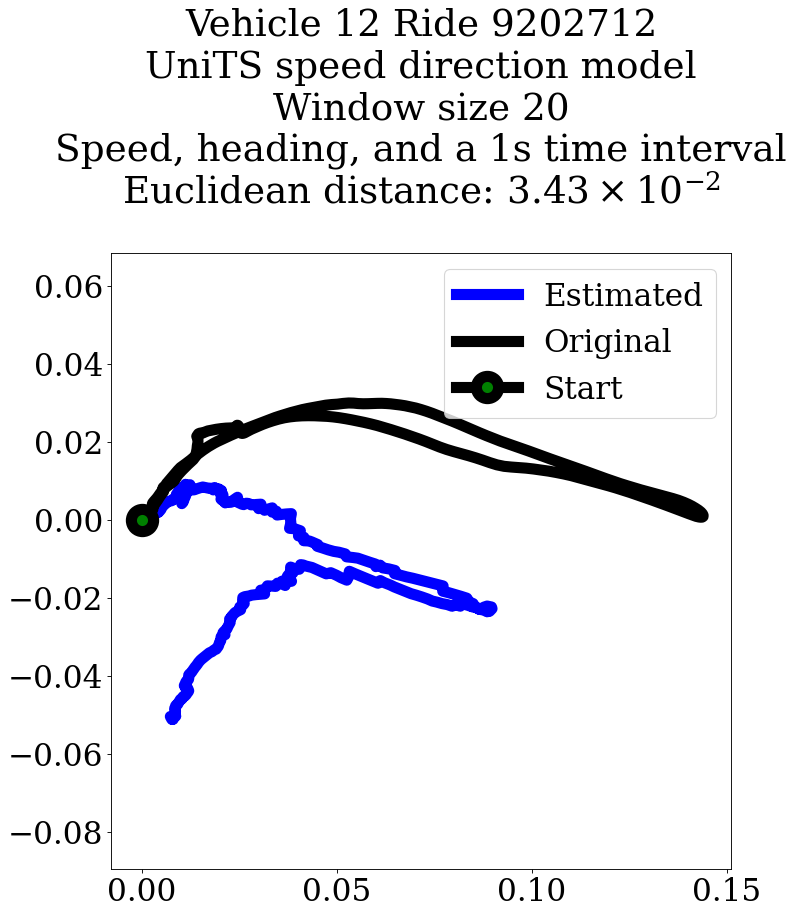 Vehicle 12 Ride 9202712
UniTS speed direction model
Window size 20
Speed, heading, and a 1s time interval
Euclidean distance: 3.43 × 10⁻²
Estimated
Original
Start
0.06
0.04
0.02
0.00
−0.02
−0.04
−0.06
−0.08
0.00 0.05 0.10 0.15